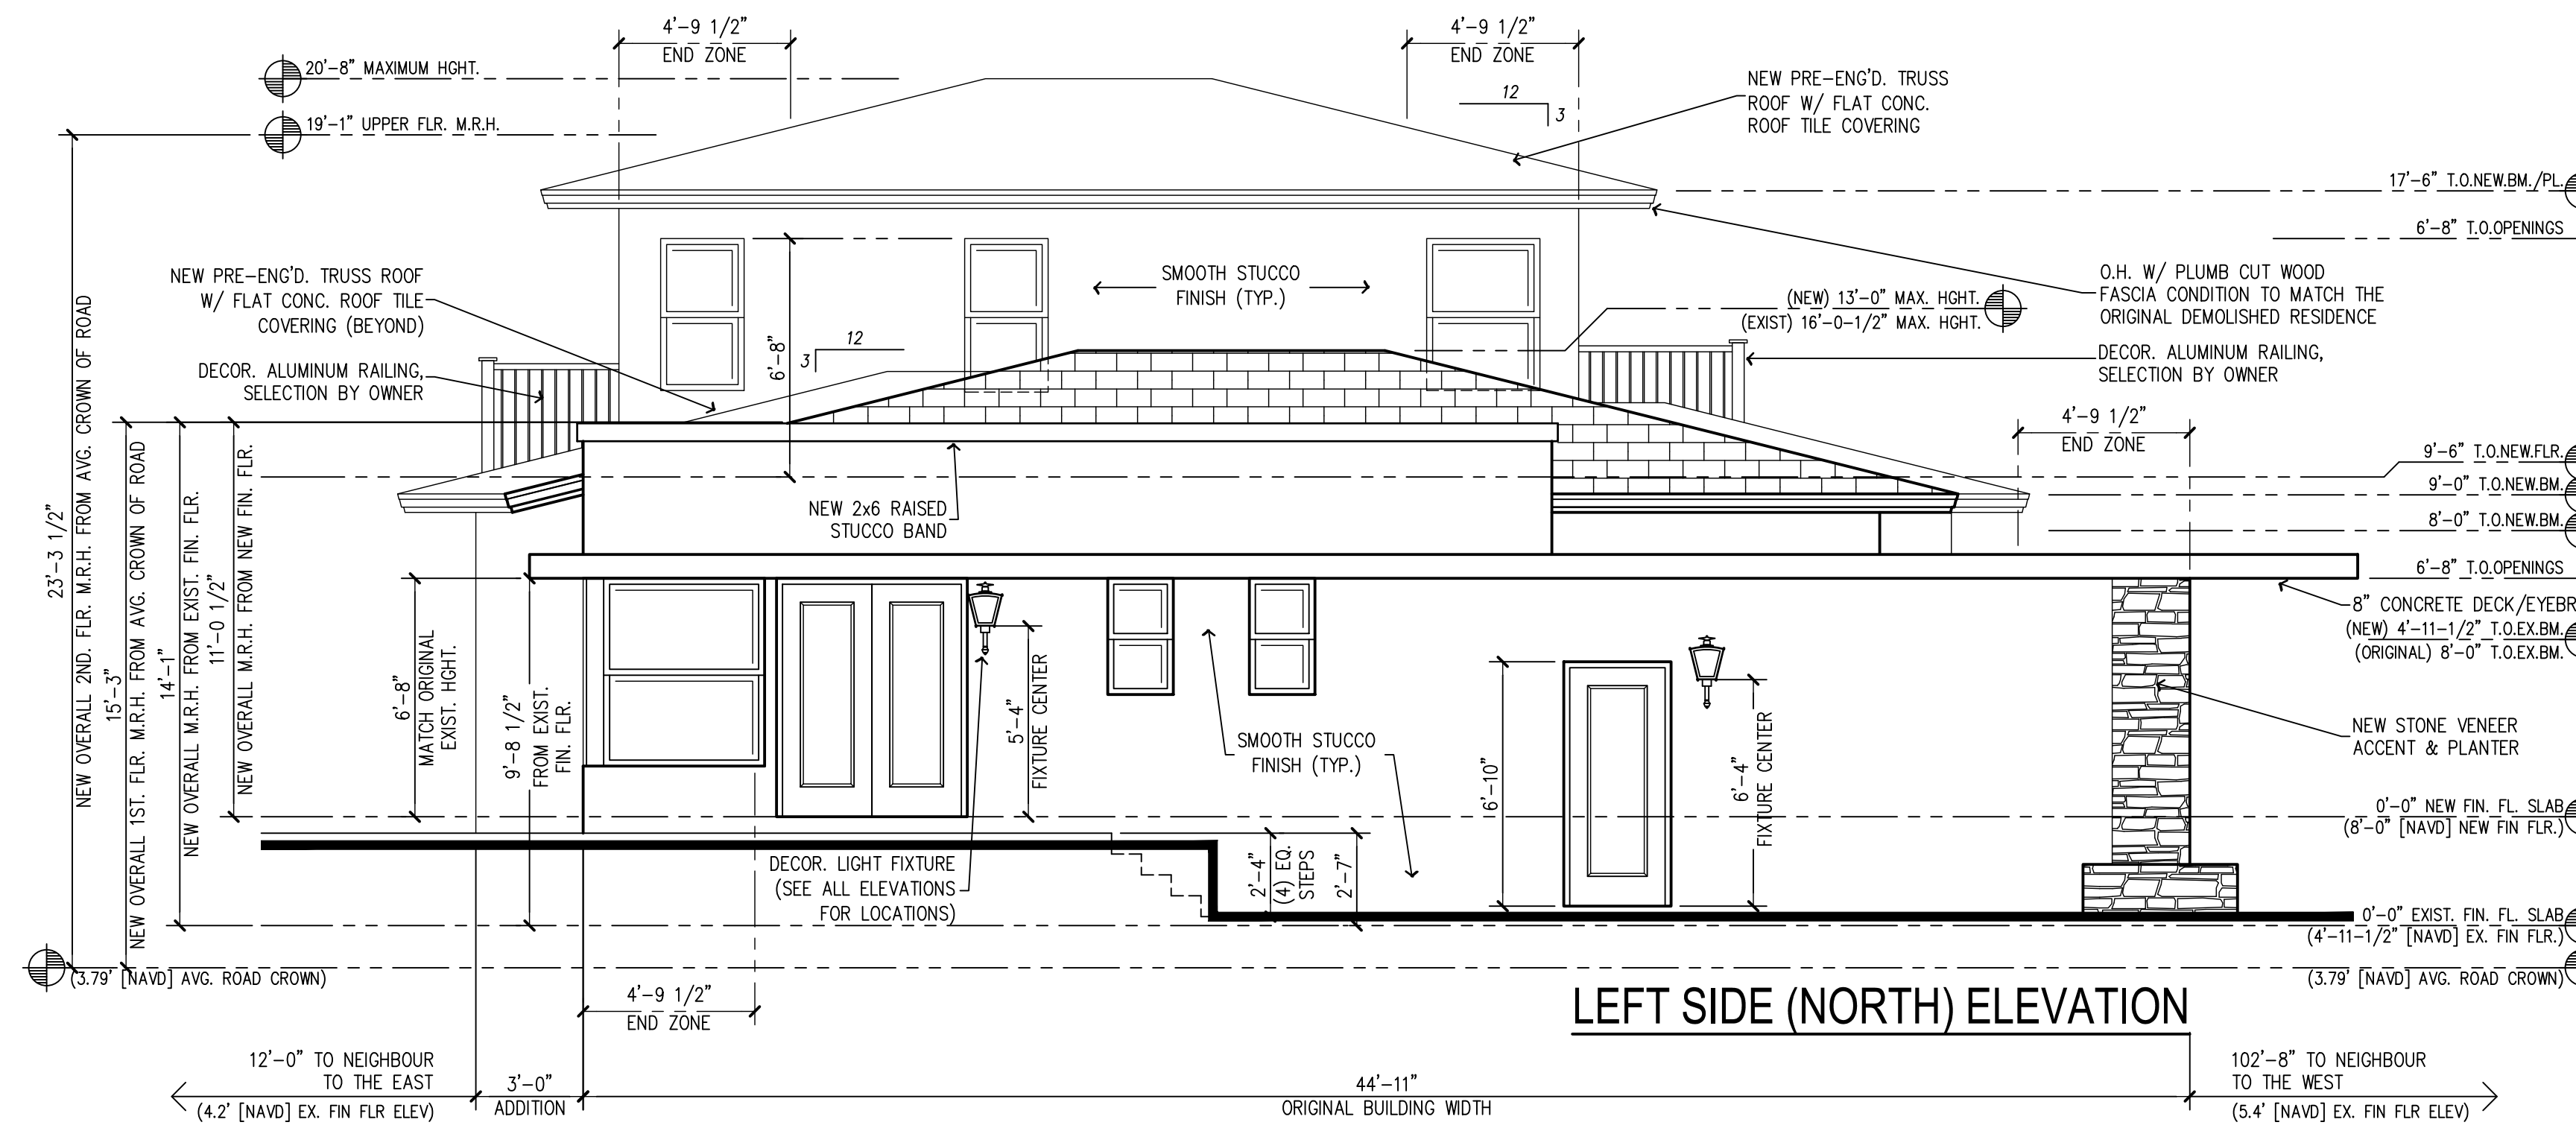 4'-9 1/2"
END ZONE
4'-9 1/2"
END ZONE
20'-8" MAXIMUM HGHT.
19'-1" UPPER FLR. M.R.H.
12
3
NEW PRE-ENG'D. TRUSS
ROOF W/ FLAT CONC.
ROOF TILE COVERING
17'-6" T.O.NEW.BM./PL.
6'-8" T.O.OPENINGS
NEW PRE-ENG'D. TRUSS ROOF
W/ FLAT CONC. ROOF TILE
COVERING (BEYOND)
DECOR. ALUMINUM RAILING,
SELECTION BY OWNER
12
3
6'-8"
SMOOTH STUCCO
FINISH (TYP.)
(NEW) 13'-0" MAX. HGHT.
(EXIST) 16'-0-1/2" MAX. HGHT.
O.H. W/ PLUMB CUT WOOD
FASCIA CONDITION TO MATCH THE
ORIGINAL DEMOLISHED RESIDENCE
DECOR. ALUMINUM RAILING,
SELECTION BY OWNER
4'-9 1/2"
END ZONE
9'-6" T.O.NEW.FLR.
9'-0" T.O.NEW.BM.
8'-0" T.O.NEW.BM.
6'-8" T.O.OPENINGS
8" CONCRETE DECK/EYEBR
(NEW) 4'-11-1/2" T.O.EX.BM.
(ORIGINAL) 8'-0" T.O.EX.BM.
NEW STONE VENEER
ACCENT & PLANTER
0'-0" NEW FIN. FL. SLAB
(8'-0" [NAVD] NEW FIN FLR.)
0'-0" EXIST. FIN. FL. SLAB
(4'-11-1/2" [NAVD] EX. FIN FLR.)
(3.79' [NAVD] AVG. ROAD CROWN)
23'-3 1/2"
NEW OVERALL 2ND. FLR. M.R.H. FROM AVG. CROWN OF ROAD
15'-3"
NEW OVERALL 1ST. FLR. M.R.H. FROM AVG. CROWN OF ROAD
14'-1"
NEW OVERALL M.R.H. FROM EXIST. FIN. FLR.
11'-0 1/2"
NEW OVERALL M.R.H. FROM NEW FIN. FLR.
NEW 2x6 RAISED
STUCCO BAND
6'-8"
MATCH ORIGINAL
EXIST. HGHT.
9'-8 1/2"
FROM EXIST.
FIN. FLR.
5'-4"
FIXTURE CENTER
SMOOTH STUCCO
FINISH (TYP.)
6'-10"
6'-4"
FIXTURE CENTER
DECOR. LIGHT FIXTURE
(SEE ALL ELEVATIONS
FOR LOCATIONS)
2'-4"
(4) EQ.
STEPS
2'-7"
(3.79' [NAVD] AVG. ROAD CROWN)
4'-9 1/2"
END ZONE
LEFT SIDE (NORTH) ELEVATION
12'-0" TO NEIGHBOUR
TO THE EAST
(4.2' [NAVD] EX. FIN FLR ELEV)
3'-0"
ADDITION
44'-11"
ORIGINAL BUILDING WIDTH
102'-8" TO NEIGHBOUR
TO THE WEST
(5.4' [NAVD] EX. FIN FLR ELEV)